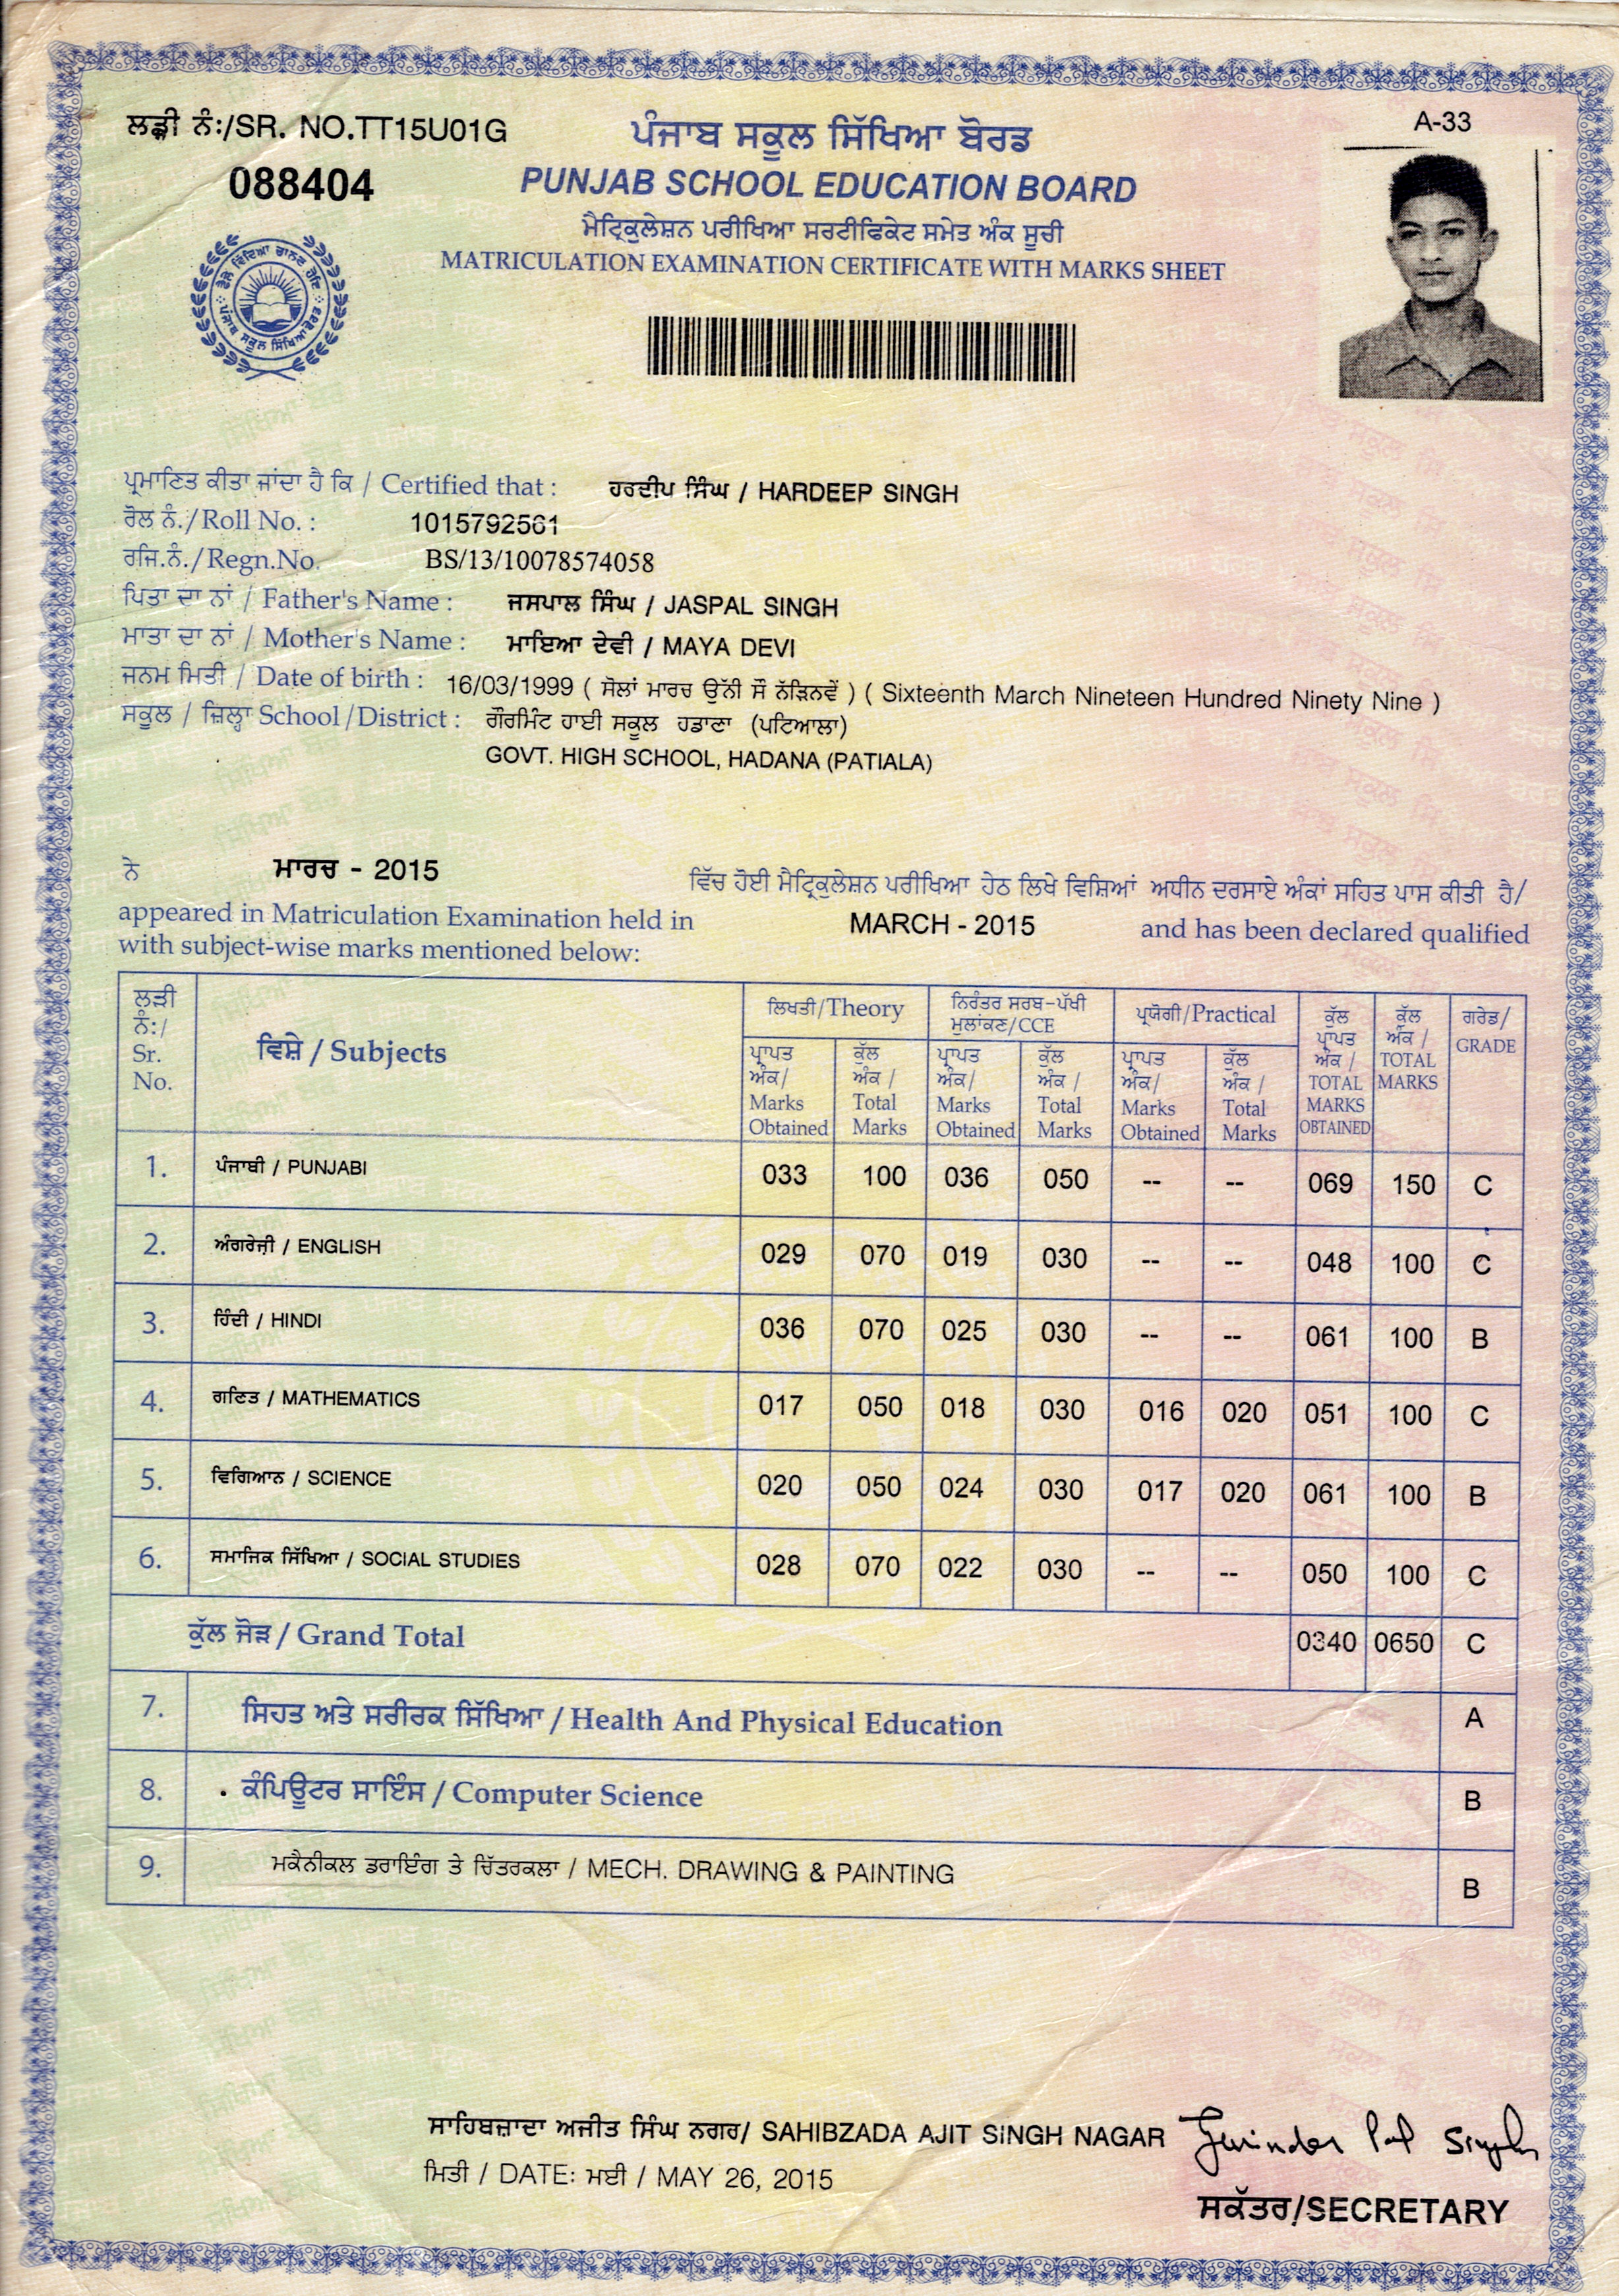 ਲੜੀ ਨੰ:/SR. NO.TT15U01G
088404
A-33
ਪੰਜਾਬ ਸਕੂਲ ਸਿੱਖਿਆ ਬੋਰਡ
PUNJAB SCHOOL EDUCATION BOARD
ਮੈਟ੍ਰਿਕੁਲੇਸ਼ਨ ਪਰੀਖਿਆ ਸਰਟੀਫਿਕੇਟ ਸਮੇਤ ਅੰਕ ਸੂਚੀ
MATRICULATION EXAMINATION CERTIFICATE WITH MARKS SHEET
ਪ੍ਰਮਾਣਿਤ ਕੀਤਾ ਜਾਂਦਾ ਹੈ ਕਿ / Certified that : ਹਰਦੀਪ ਸਿੰਘ / HARDEEP SINGH
ਰੋਲ ਨੰ./Roll No. : 1015792561
ਰਜਿ.ਨੰ./Regn.No. BS/13/10078574058
ਪਿਤਾ ਦਾ ਨਾਂ / Father's Name : ਜਸਪਾਲ ਸਿੰਘ / JASPAL SINGH
ਮਾਤਾ ਦਾ ਨਾਂ / Mother's Name : ਮਾਇਆ ਦੇਵੀ / MAYA DEVI
ਜਨਮ ਮਿਤੀ / Date of birth : 16/03/1999 ( ਸੋਲਾਂ ਮਾਰਚ ਉੱਨੀ ਸੌ ਨੱੜਿਨਵੇਂ ) ( Sixteenth March Nineteen Hundred Ninety Nine )
ਸਕੂਲ / ਜ਼ਿਲ੍ਹਾ School /District : ਗੌਰਮਿੰਟ ਹਾਈ ਸਕੂਲ ਹਡਾਣਾ (ਪਟਿਆਲਾ)
GOVT. HIGH SCHOOL, HADANA (PATIALA)
ਨੇ ਮਾਰਚ - 2015 ਵਿੱਚ ਹੋਈ ਮੈਟ੍ਰਿਕੁਲੇਸ਼ਨ ਪਰੀਖਿਆ ਹੇਠ ਲਿਖੇ ਵਿਸ਼ਿਆਂ ਅਧੀਨ ਦਰਸਾਏ ਅੰਕਾਂ ਸਹਿਤ ਪਾਸ ਕੀਤੀ ਹੈ/
appeared in Matriculation Examination held in MARCH - 2015 and has been declared qualified
with subject-wise marks mentioned below:
ਲੜੀ ਨੰ:/ Sr. No. ਵਿਸ਼ੇ / Subjects ਲਿਖਤੀ/Theory ਨਿਰੰਤਰ ਸਰਬ-ਪੱਖੀ ਮੁਲਾਂਕਣ/CCE ਪ੍ਰਯੋਗੀ/Practical ਕੁੱਲ ਪ੍ਰਾਪਤ ਅੰਕ / TOTAL MARKS OBTAINED ਕੁੱਲ ਅੰਕ / TOTAL MARKS ਗਰੇਡ/ GRADE
ਪ੍ਰਾਪਤ ਅੰਕ/ Marks Obtained ਕੁੱਲ ਅੰਕ / Total Marks ਪ੍ਰਾਪਤ ਅੰਕ/ Marks Obtained ਕੁੱਲ ਅੰਕ / Total Marks ਪ੍ਰਾਪਤ ਅੰਕ/ Marks Obtained ਕੁੱਲ ਅੰਕ / Total Marks
1. ਪੰਜਾਬੀ / PUNJABI 033 100 036 050 -- -- 069 150 C
2. ਅੰਗਰੇਜ਼ੀ / ENGLISH 029 070 019 030 -- -- 048 100 C
3. ਹਿੰਦੀ / HINDI 036 070 025 030 -- -- 061 100 B
4. ਗਣਿਤ / MATHEMATICS 017 050 018 030 016 020 051 100 C
5. ਵਿਗਿਆਨ / SCIENCE 020 050 024 030 017 020 061 100 B
6. ਸਮਾਜਿਕ ਸਿੱਖਿਆ / SOCIAL STUDIES 028 070 022 030 -- -- 050 100 C
ਕੁੱਲ ਜੋੜ / Grand Total 0340 0650 C
7. ਸਿਹਤ ਅਤੇ ਸਰੀਰਕ ਸਿੱਖਿਆ / Health And Physical Education A
8. ਕੰਪਿਊਟਰ ਸਾਇੰਸ / Computer Science B
9. ਮਕੈਨੀਕਲ ਡਰਾਇੰਗ ਤੇ ਚਿੱਤਰਕਲਾ / MECH. DRAWING & PAINTING B
ਸਾਹਿਬਜ਼ਾਦਾ ਅਜੀਤ ਸਿੰਘ ਨਗਰ/ SAHIBZADA AJIT SINGH NAGAR
ਮਿਤੀ / DATE: ਮਈ / MAY 26, 2015
ਸਕੱਤਰ/SECRETARY